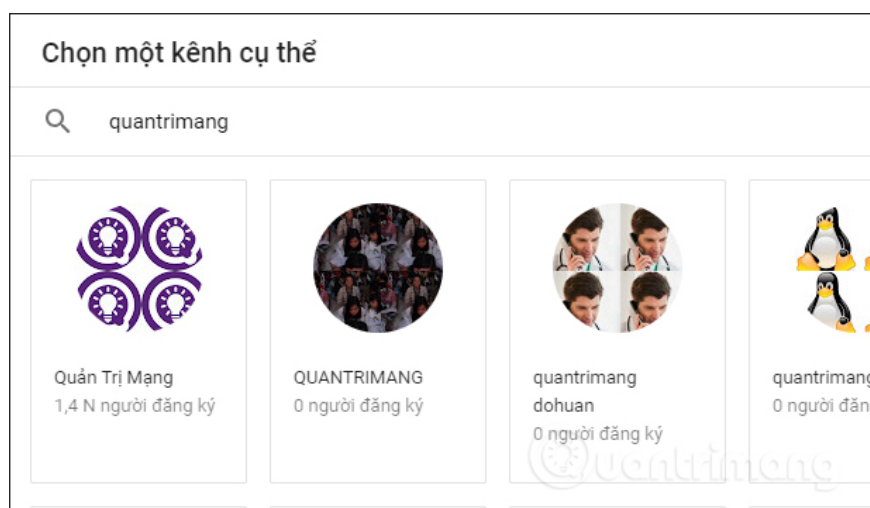 Chọn một kênh cụ thể
quantrimang
Quản Trị Mạng
1,4 N người đăng ký
QUANTRIMANG
0 người đăng ký
quantrimang
dohuan
0 người đăng ký
quantrimang
0 người đăn
Quantrimang